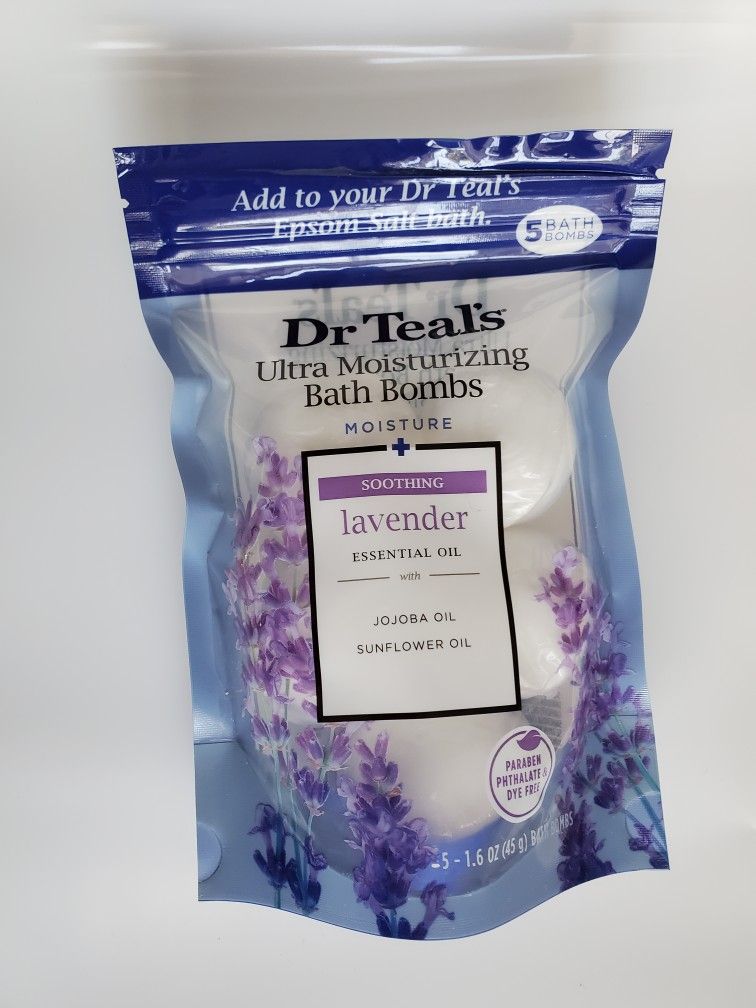 Add to your Dr Teal's
Epsom Salt bath.
5 BATH
BOMBS
Dr Teal's
Ultra Moisturizing
Bath Bombs
MOISTURE
+
SOOTHING
lavender
ESSENTIAL OIL
with
JOJOBA OIL
SUNFLOWER OIL
PARABEN
PHTHALATE &
DYE FREE
5 - 1.6 OZ (45 g) BATH BOMBS